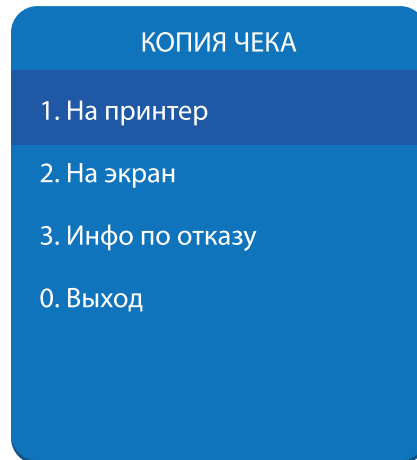 КОПИЯ ЧЕКА
1. На принтер
2. На экран
3. Инфо по отказу
0. Выход